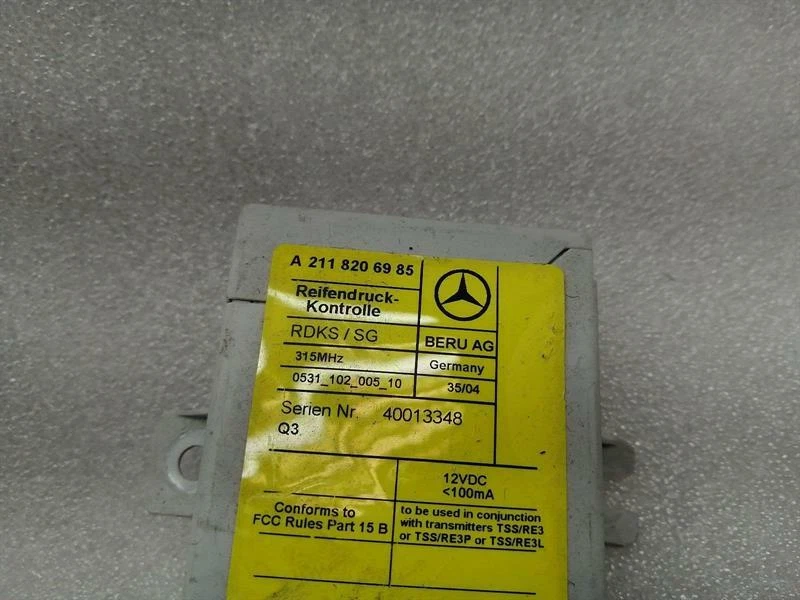 A 211 820 69 85
Reifendruck-
Kontrolle
RDKS / SG
BERU AG
315MHz
Germany
0531_102_005_10
35/04
Serien Nr. 40013348
Q3
12VDC
<100mA
Conforms to
FCC Rules Part 15 B
to be used in conjunction
with transmitters TSS/RE3
or TSS/RE3P or TSS/RE3L